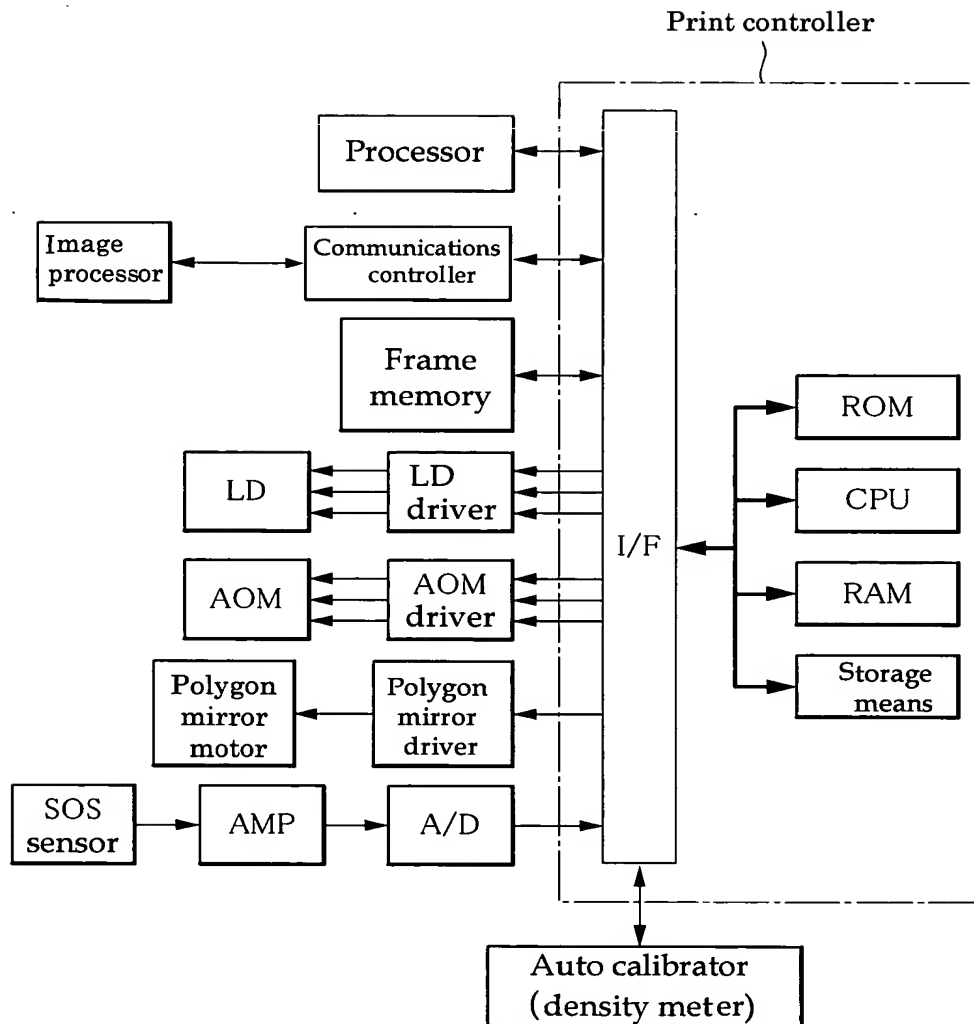 Print controller
Processor
Image
processor
Communications
controller
Frame
memory
ROM
LD
LD
driver
CPU
I/F
AOM
AOM
driver
RAM
Polygon
mirror
motor
Polygon
mirror
driver
Storage
means
SOS
sensor
AMP
A/D
Auto calibrator
(density meter)